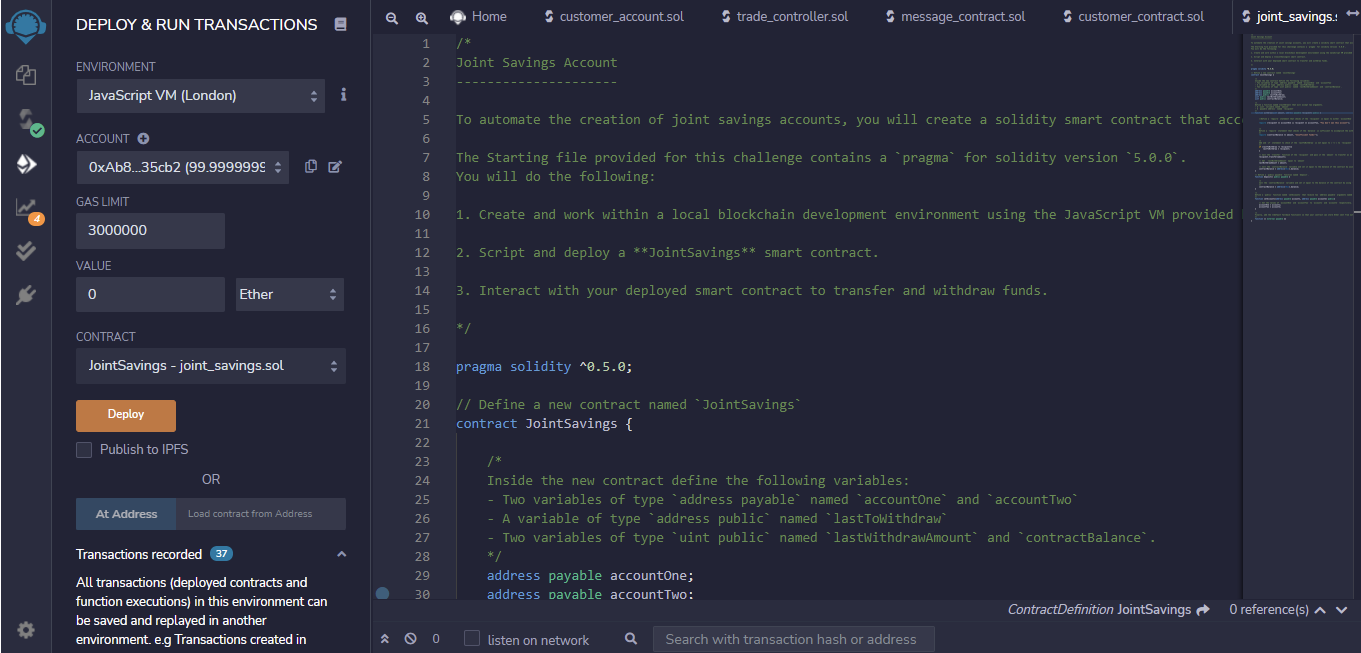 DEPLOY & RUN TRANSACTIONS
ENVIRONMENT
JavaScript VM (London)
ACCOUNT
0xAb8...35cb2 (99.9999999
GAS LIMIT
3000000
VALUE
0
Ether
CONTRACT
JointSavings - joint_savings.sol
Deploy
Publish to IPFS
OR
At Address
Load contract from Address
Transactions recorded 37
All transactions (deployed contracts and
function executions) in this environment can
be saved and replayed in another
environment. e.g Transactions created in
4
Home
customer_account.sol
trade_controller.sol
message_contract.sol
customer_contract.sol
joint_savings.s
1 /*
2 Joint Savings Account
3 ---------------------
4
5 To automate the creation of joint savings accounts, you will create a solidity smart contract that acc
6
7 The Starting file provided for this challenge contains a `pragma` for solidity version `5.0.0`.
8 You will do the following:
9
10 1. Create and work within a local blockchain development environment using the JavaScript VM provided
11
12 2. Script and deploy a **JointSavings** smart contract.
13
14 3. Interact with your deployed smart contract to transfer and withdraw funds.
15
16 */
17
18 pragma solidity ^0.5.0;
19
20 // Define a new contract named `JointSavings`
21 contract JointSavings {
22
23 /*
24 Inside the new contract define the following variables:
25 - Two variables of type `address payable` named `accountOne` and `accountTwo`
26 - A variable of type `address public` named `lastToWithdraw`
27 - Two variables of type `uint public` named `lastWithdrawAmount` and `contractBalance`.
28 */
29 address payable accountOne;
30 address payable accountTwo;
ContractDefinition JointSavings 0 reference(s)
0
listen on network
Search with transaction hash or address